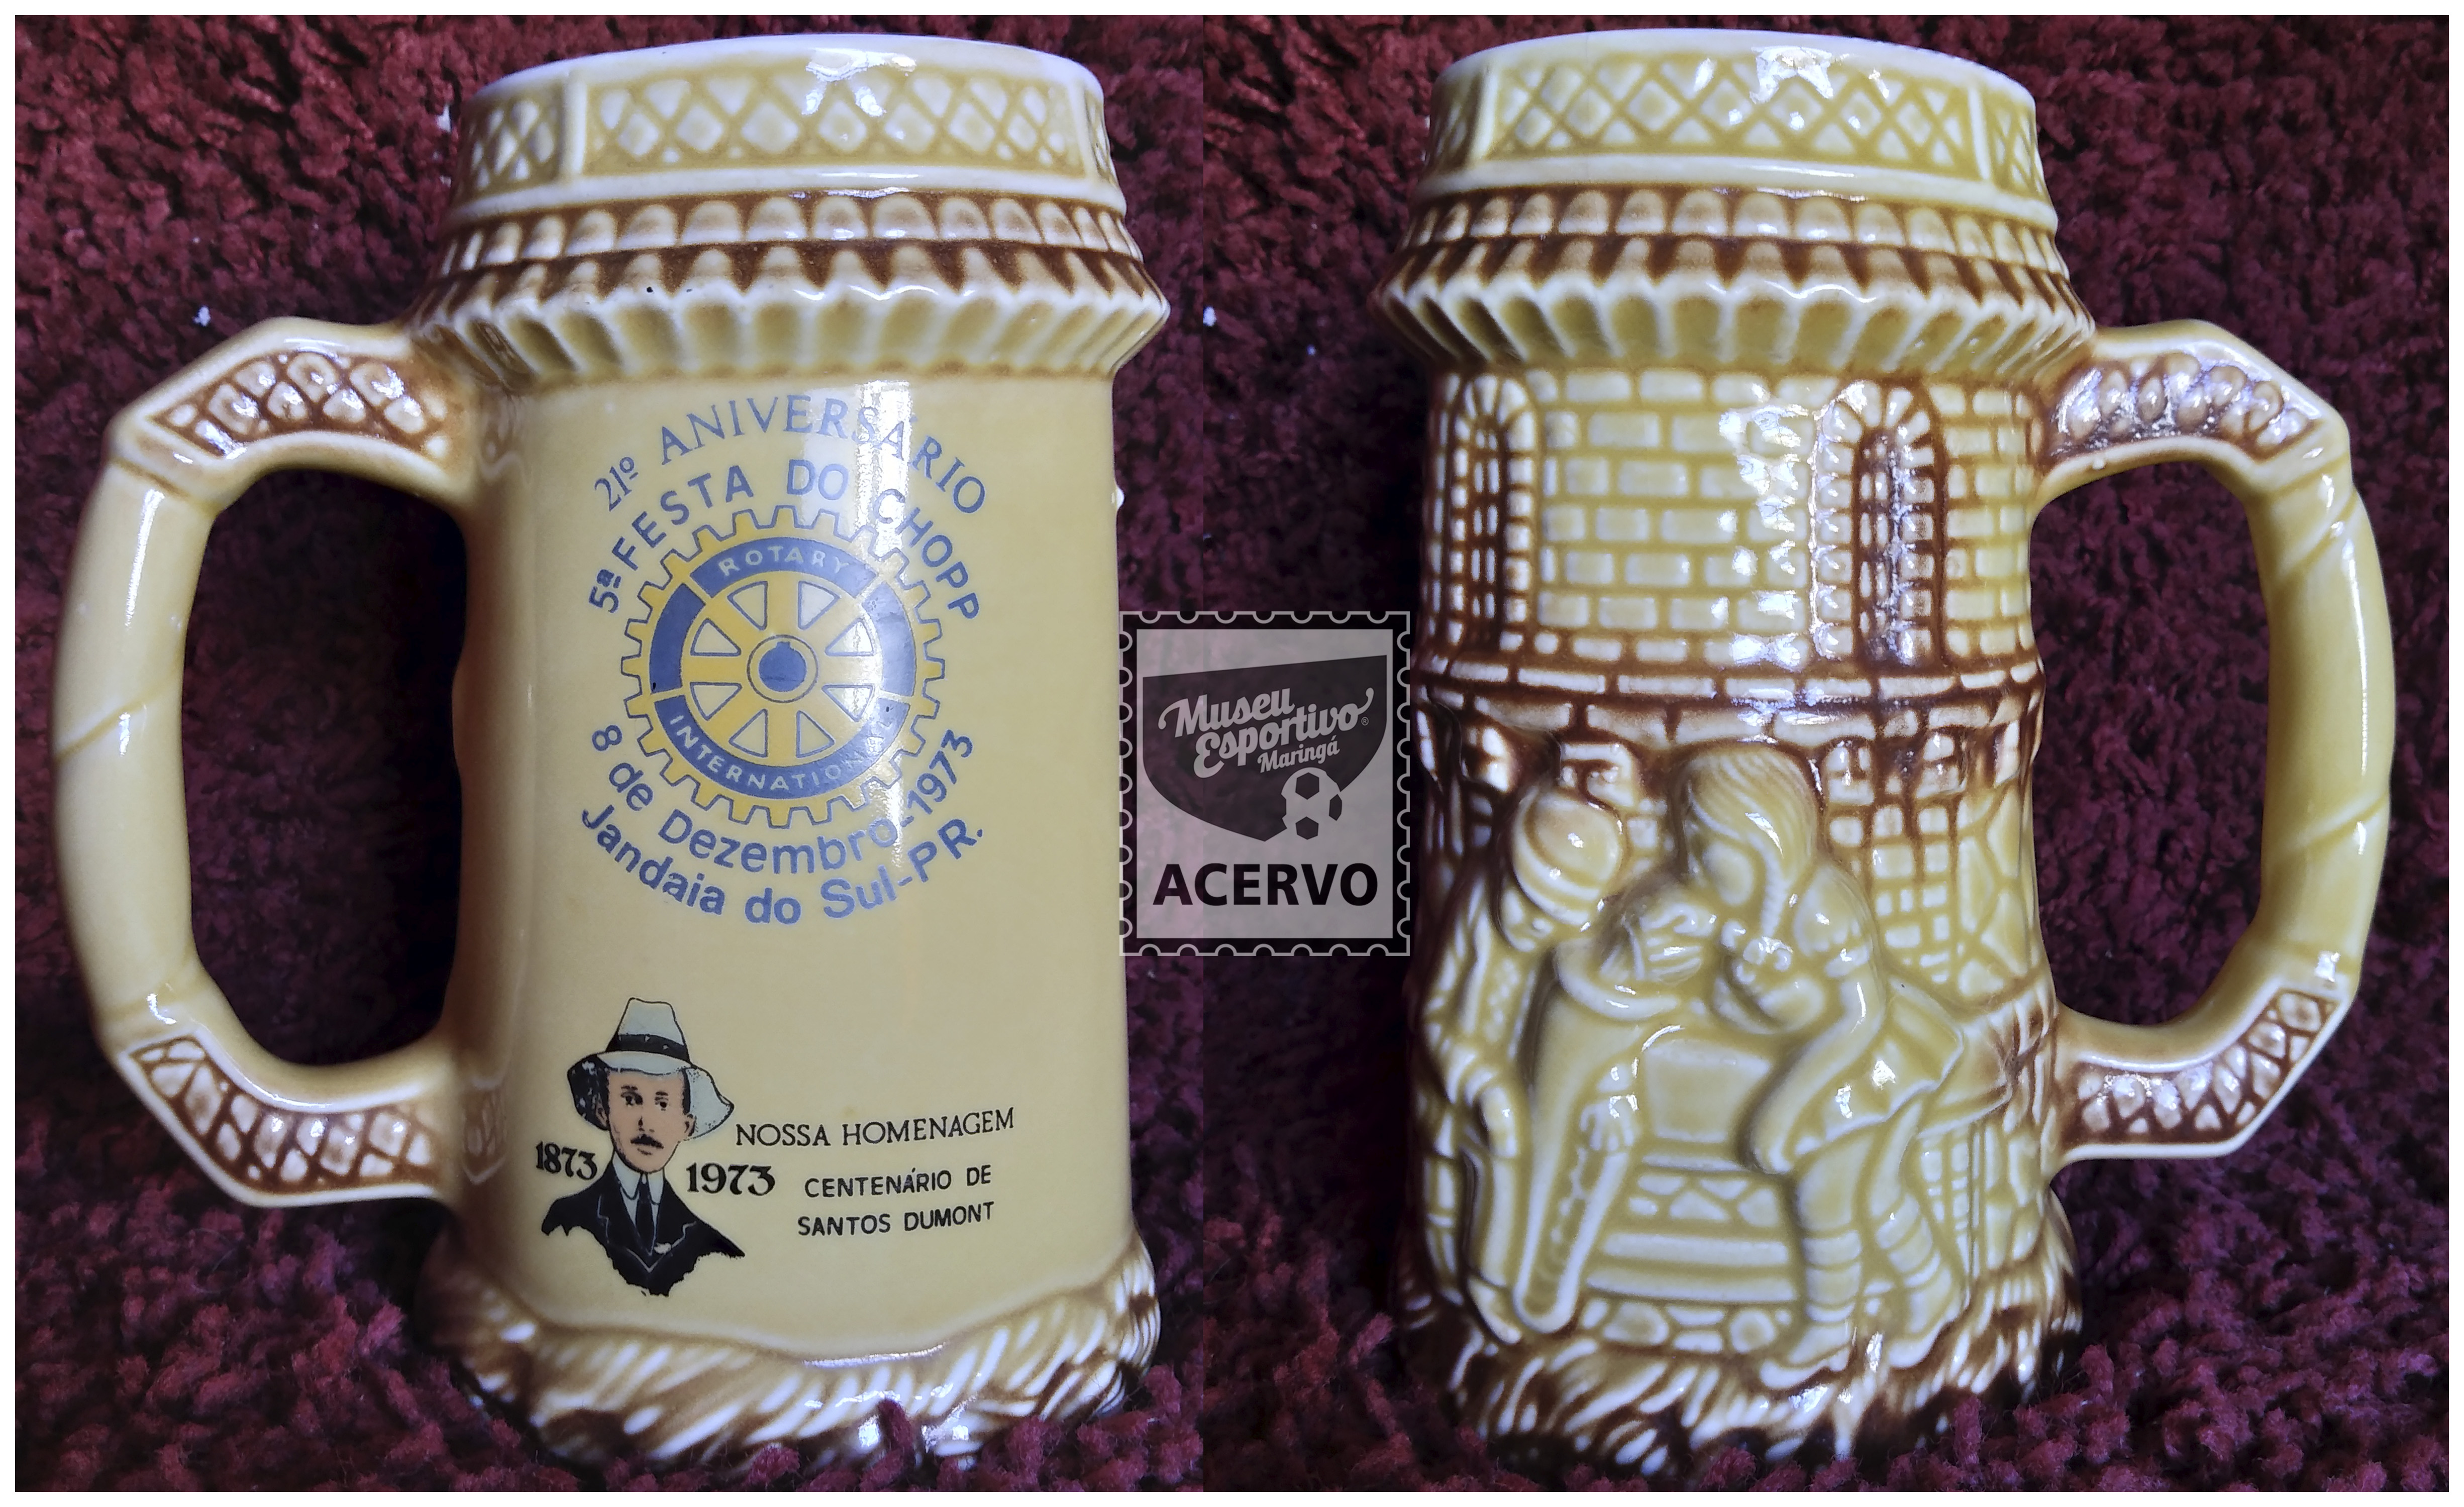 21º ANIVERSÁRIO
5ª FESTA DO CHOPP
ROTARY
INTERNATIONAL
8 de Dezembro-1973
Jandaia do Sul-PR.
NOSSA HOMENAGEM
1873 1973 CENTENÁRIO DE
SANTOS DUMONT
Museu
Esportivo®
Maringá
ACERVO